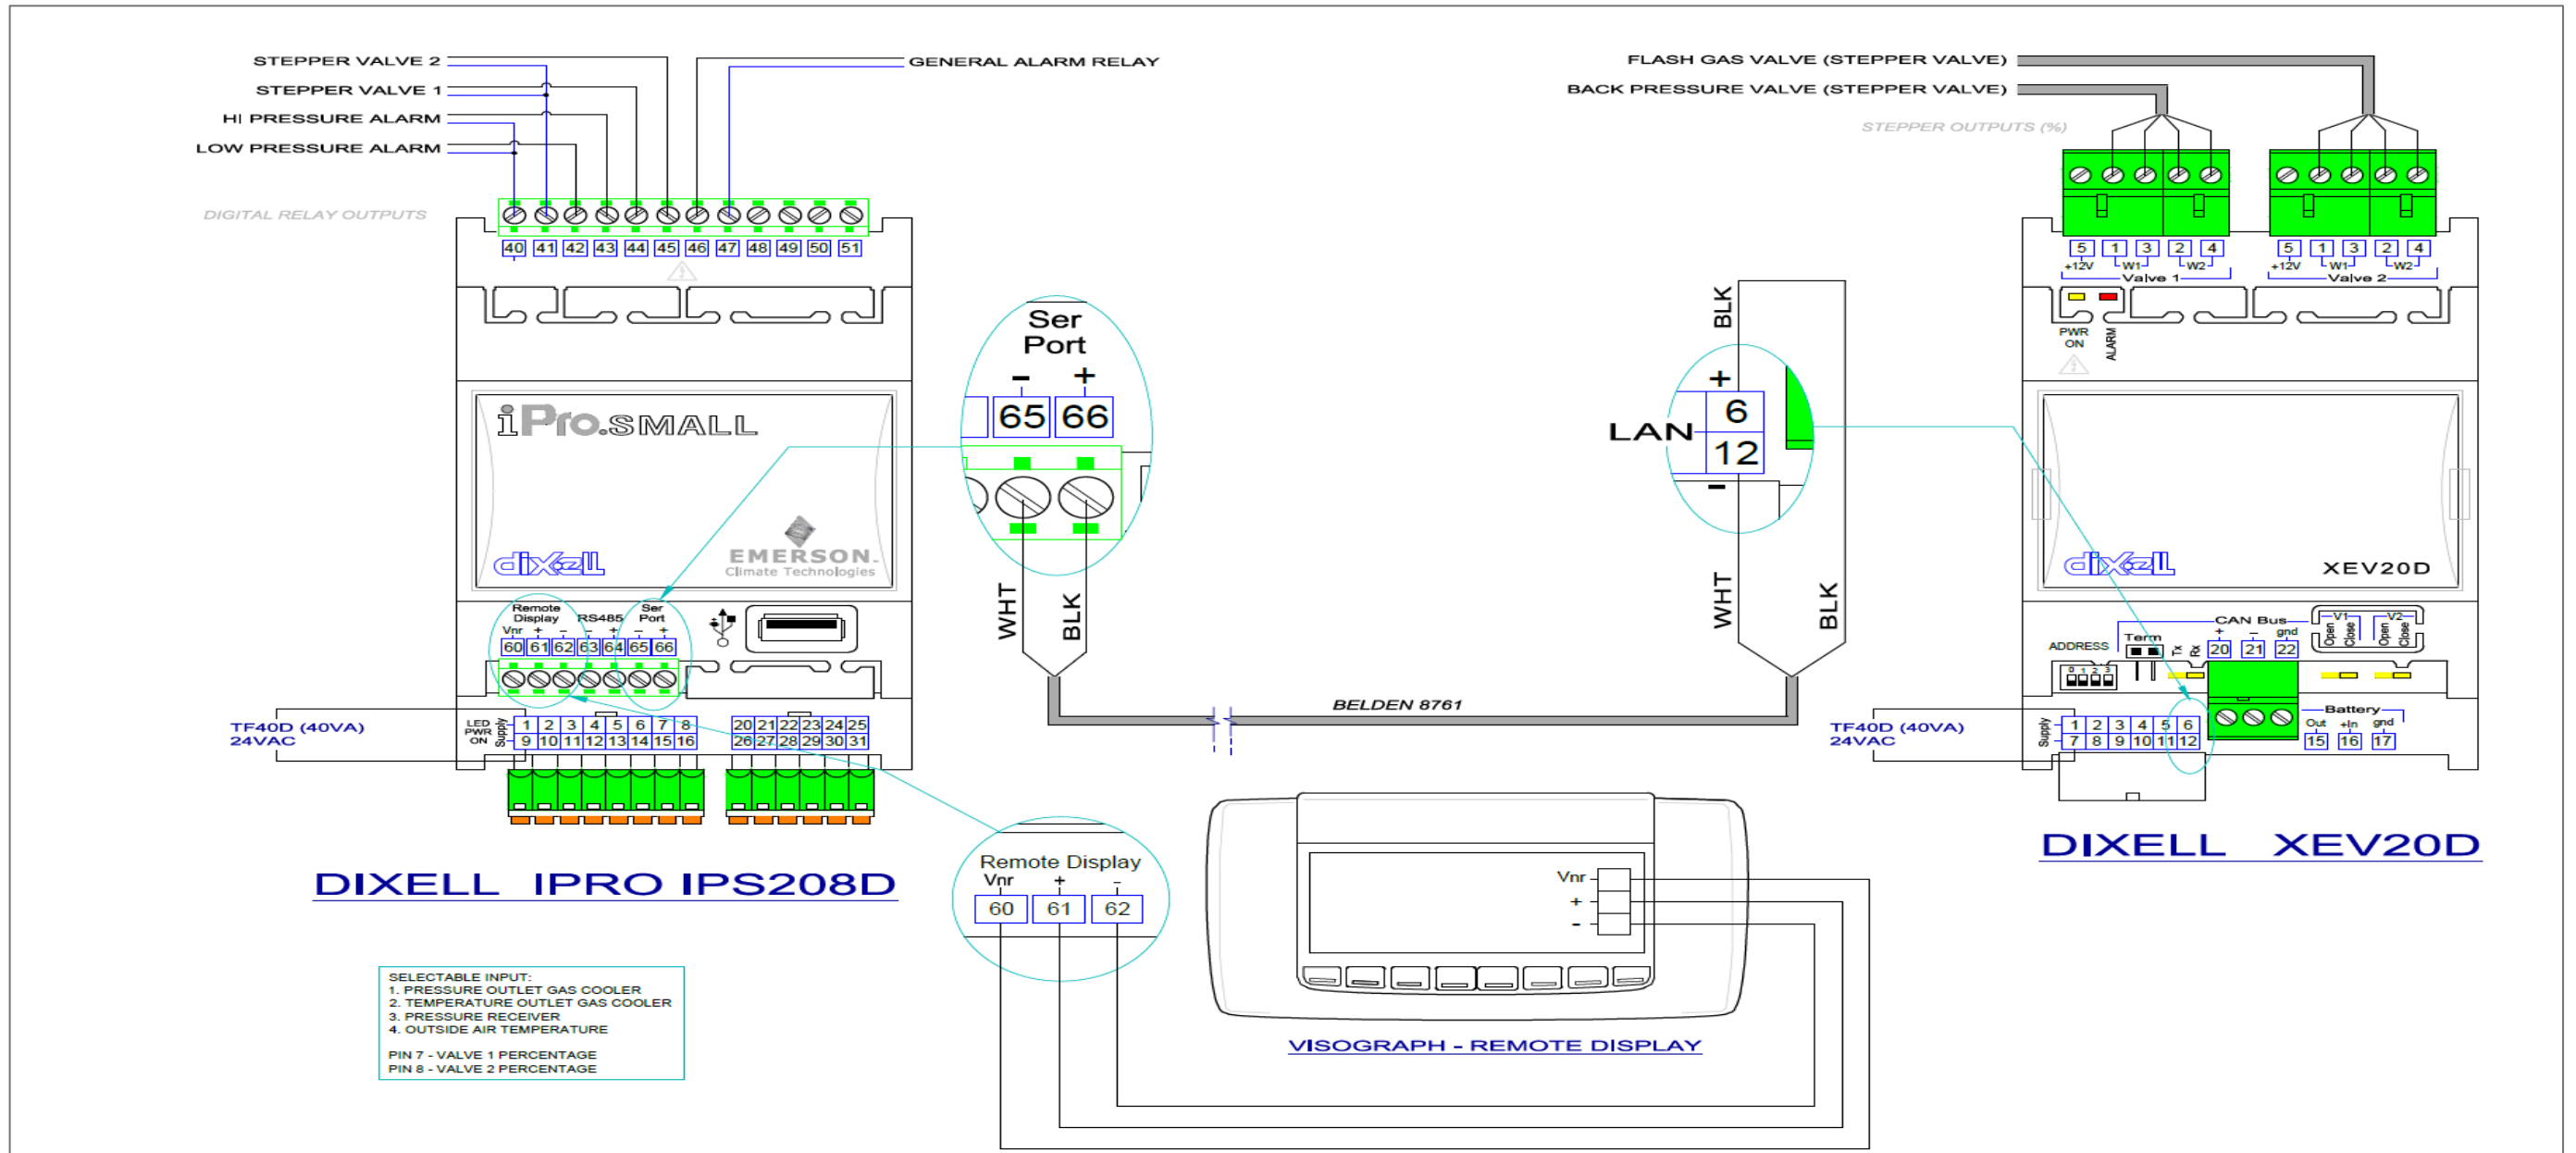 STEPPER VALVE 2
STEPPER VALVE 1
HI PRESSURE ALARM
LOW PRESSURE ALARM
GENERAL ALARM RELAY
DIGITAL RELAY OUTPUTS
40 41 42 43 44 45 46 47 48 49 50 51
iPro.SMALL
dixell
EMERSON.
Climate Technologies
Remote Display RS485 Ser Port
Vnr + - - + - +
60 61 62 63 64 65 66
TF40D (40VA)
24VAC
LED PWR ON
Supply
1 2 3 4 5 6 7 8
9 10 11 12 13 14 15 16
20 21 22 23 24 25
26 27 28 29 30 31
DIXELL IPRO IPS208D
SELECTABLE INPUT:
1. PRESSURE OUTLET GAS COOLER
2. TEMPERATURE OUTLET GAS COOLER
3. PRESSURE RECEIVER
4. OUTSIDE AIR TEMPERATURE
PIN 7 - VALVE 1 PERCENTAGE
PIN 8 - VALVE 2 PERCENTAGE
Ser
Port
- +
65 66
WHT
BLK
BELDEN 8761
BLK
+
LAN
6
12
-
WHT
BLK
Remote Display
Vnr + -
60 61 62
Vnr
+
-
VISOGRAPH - REMOTE DISPLAY
FLASH GAS VALVE (STEPPER VALVE)
BACK PRESSURE VALVE (STEPPER VALVE)
STEPPER OUTPUTS (%)
5 1 3 2 4
+12V W1 W2
Valve 1
5 1 3 2 4
+12V W1 W2
Valve 2
PWR
ON
ALARM
dixell
XEV20D
CAN Bus
ADDRESS
0 1 2 3
Term
Tx
Rx
+ - gnd
20 21 22
V1 V2
Open
Close
Open
Close
TF40D (40VA)
24VAC
Supply
1 2 3 4 5 6
7 8 9 10 11 12
Battery
Out +In gnd
15 16 17
DIXELL XEV20D